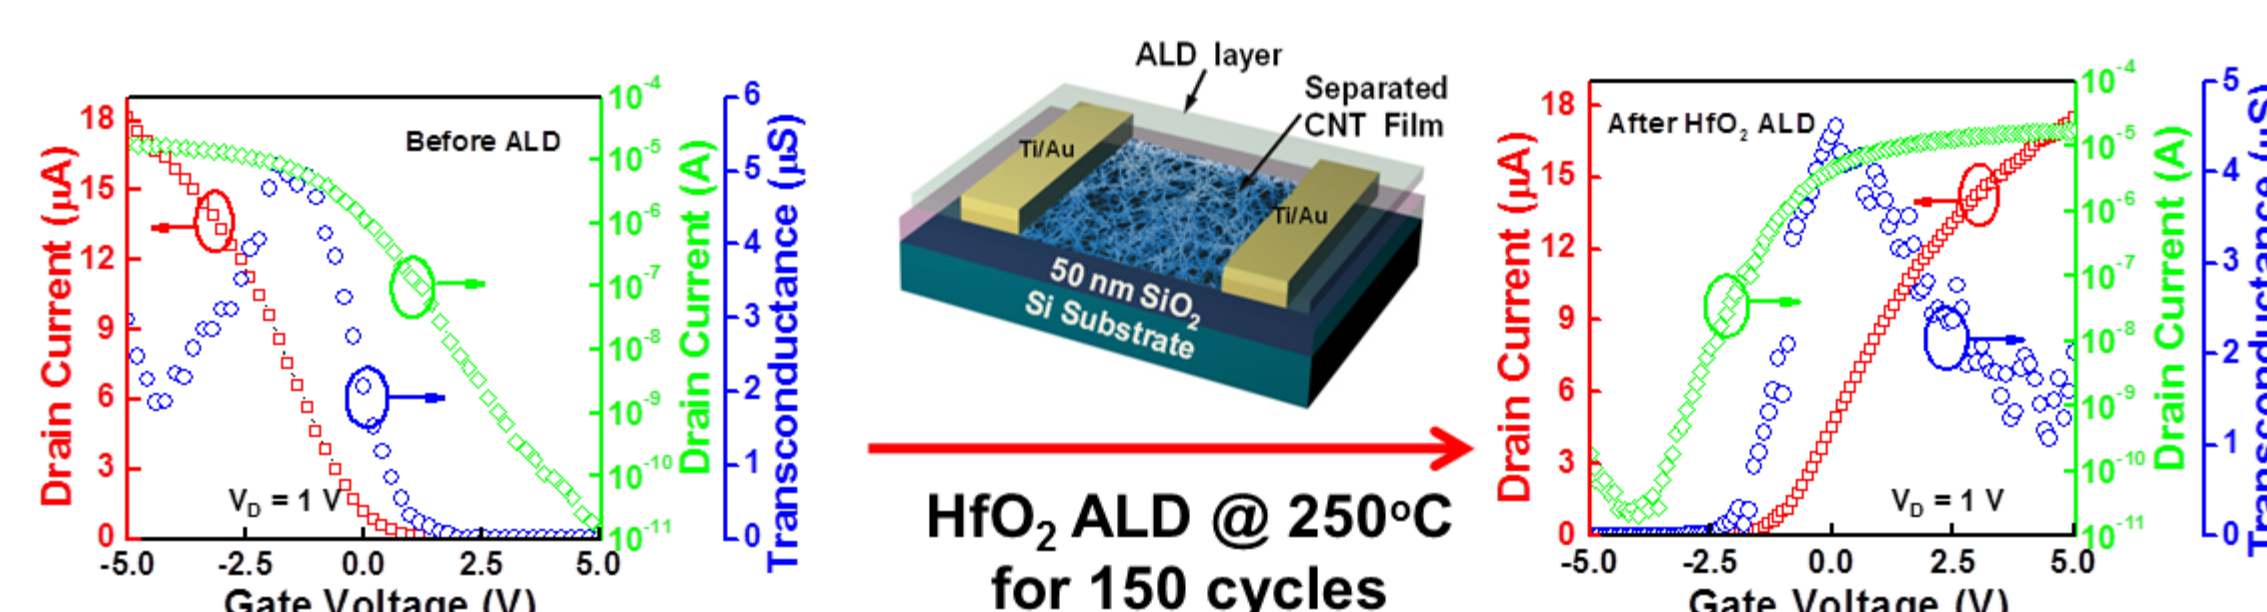 Drain Current (µA)
18
15
12
9
6
3
0
Before ALD
V_D = 1 V
-5.0 -2.5 0.0 2.5 5.0
Gate Voltage (V)
10^-4
10^-5
10^-6
10^-7
10^-8
10^-9
10^-10
10^-11
Drain Current (A)
6
5
4
3
2
1
0
Transconductance (µS)
ALD layer
Separated
CNT Film
Ti/Au
Ti/Au
50 nm SiO₂
Si Substrate
HfO₂ ALD @ 250°C
for 150 cycles
Drain Current (µA)
18
15
12
9
6
3
0
After HfO₂ ALD
V_D = 1 V
-5.0 -2.5 0.0 2.5 5.0
Gate Voltage (V)
10^-4
10^-5
10^-6
10^-7
10^-8
10^-9
10^-10
10^-11
Drain Current (A)
5
4
3
2
1
0
Transconductance (µS)